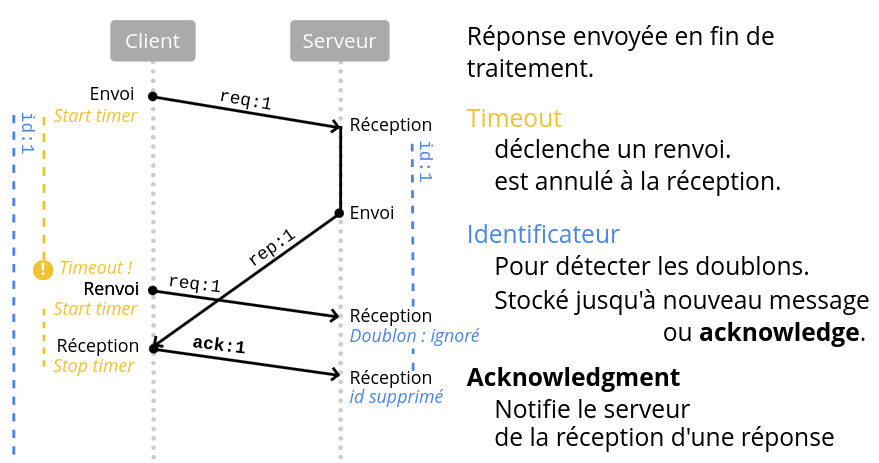 Client
Serveur
Envoi
Start timer
id:1
req:1
Réception
id:1
Envoi
rep:1
Timeout !
Renvoi
Start timer
req:1
Réception
Doublon : ignoré
Réception
Stop timer
ack:1
Réception
id supprimé
Réponse envoyée en fin de
traitement.
Timeout
déclenche un renvoi.
est annulé à la réception.
Identificateur
Pour détecter les doublons.
Stocké jusqu'à nouveau message
ou acknowledge.
Acknowledgment
Notifie le serveur
de la réception d'une réponse